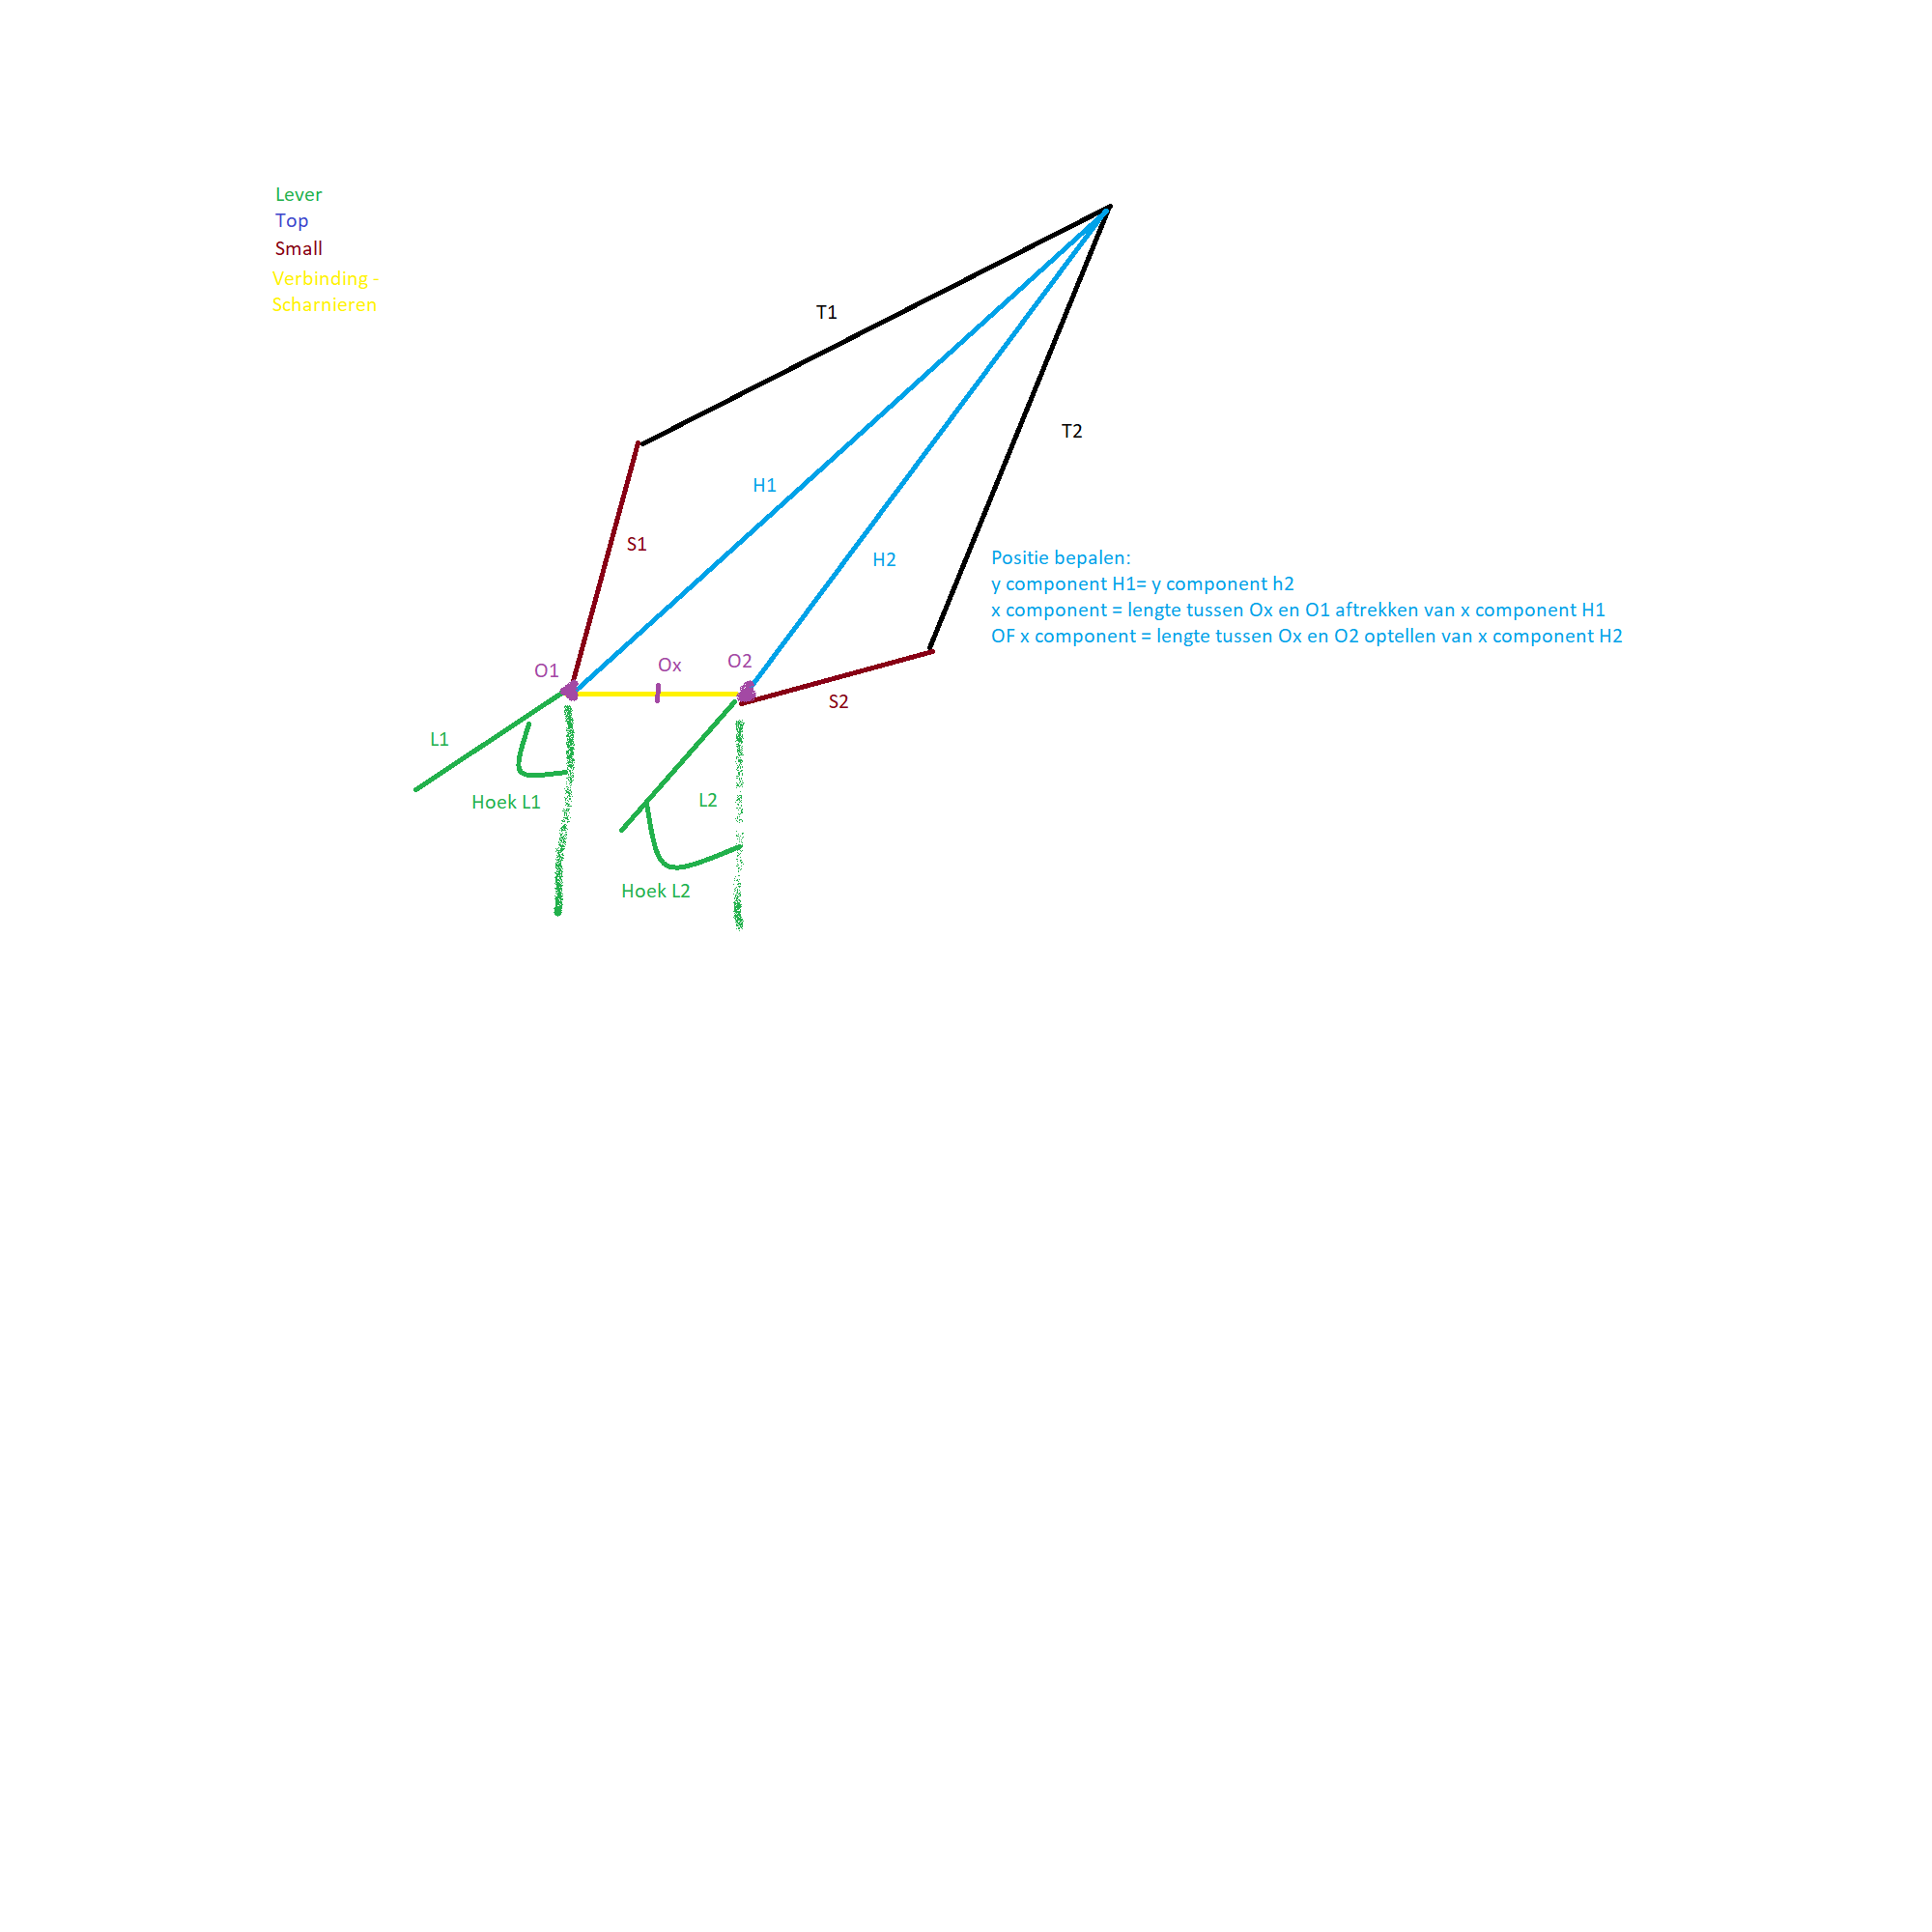 Lever
Top
Small
Verbinding -
Scharnieren
T1
T2
H1
S1
H2
Positie bepalen:
y component H1= y component h2
x component = lengte tussen Ox en O1 aftrekken van x component H1
OF x component = lengte tussen Ox en O2 optellen van x component H2
O1
Ox
O2
S2
L1
Hoek L1
L2
Hoek L2